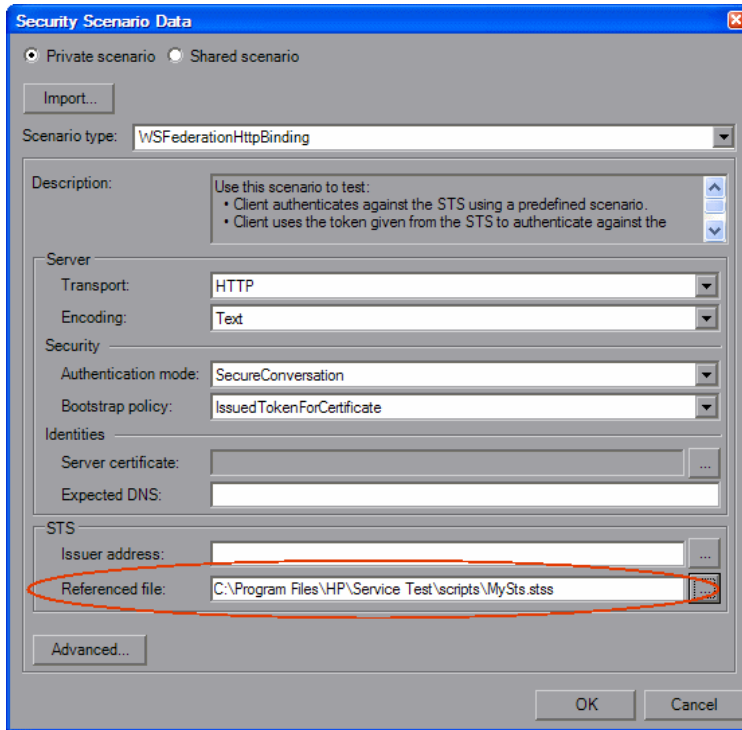 Security Scenario Data
Private scenario Shared scenario
Import...
Scenario type: WSFederationHttpBinding
Description: Use this scenario to test:
• Client authenticates against the STS using a predefined scenario.
• Client uses the token given from the STS to authenticate against the
Server
Transport: HTTP
Encoding: Text
Security
Authentication mode: SecureConversation
Bootstrap policy: IssuedTokenForCertificate
Identities
Server certificate: ...
Expected DNS:
STS
Issuer address: ...
Referenced file: C:\Program Files\HP\Service Test\scripts\MySts.stss ...
Advanced...
OK Cancel